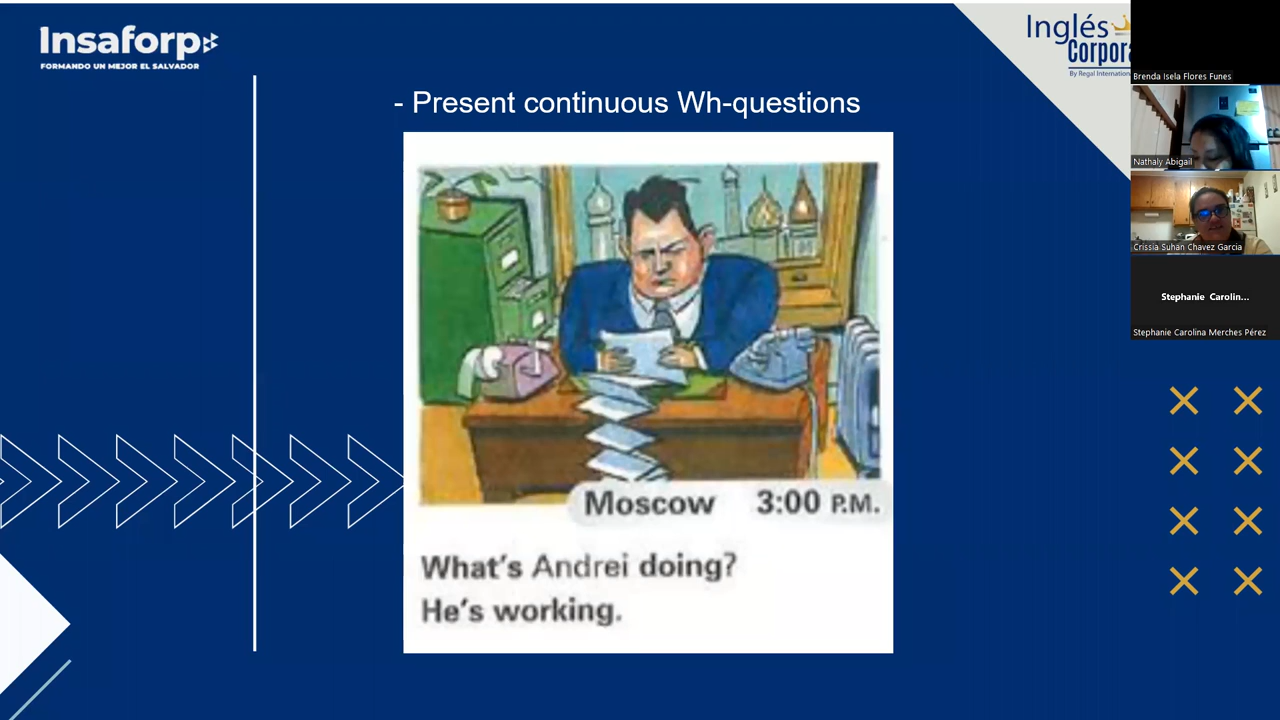 Insaforp
FORMANDO UN MEJOR EL SALVADOR
Inglés
Corpora
By Regal Internation
- Present continuous Wh-questions
Moscow 3:00 P.M.
What's Andrei doing?
He's working.
Brenda Isela Flores Funes
Nathaly Abigail
Crissia Suhan Chavez Garcia
Stephanie Carolin...
Stephanie Carolina Merches Pérez